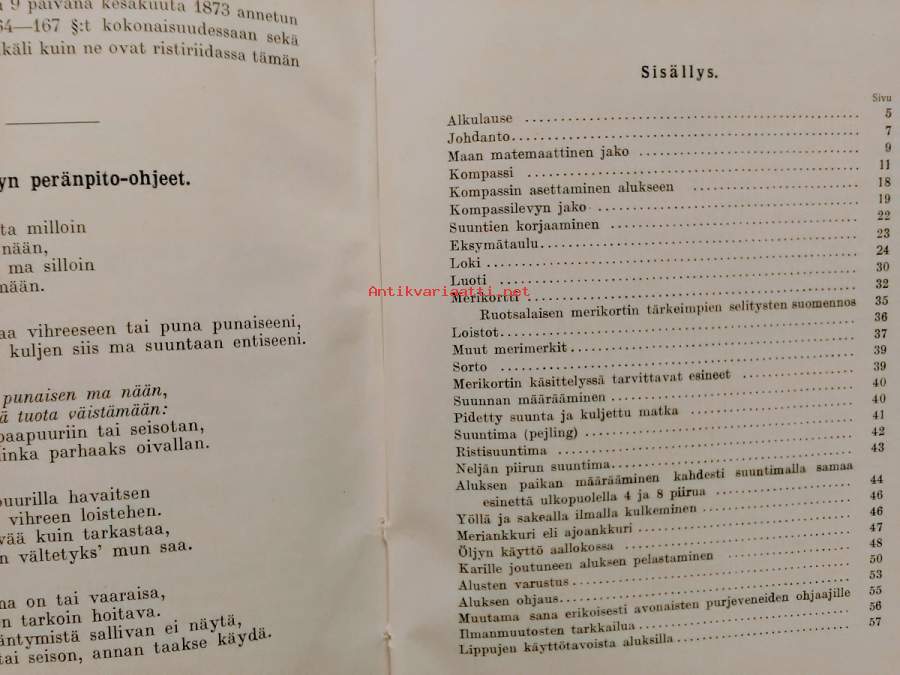 9 päivänä kesäkuuta 1873 annetun
64—167 §:t kokonaisuudessaan sekä
käli kuin ne ovat ristiriidassa tämän
yn peränpito-ohjeet.
ta milloin
nään,
ma silloin
mään.
aa vihreeseen tai puna punaiseeni,
kuljen siis ma suuntaan entiseeni.
punaisen ma nään,
ä tuota väistämään:
paapuuriin tai seisotan,
inka parhaaks oivallan.
puurilla havaitsen
vihreen loistehen.
vää kuin tarkastaa,
n vältetyks' mun saa.
na on tai vaaraisa,
en tarkoin hoitava.
äntymistä sallivan ei näytä,
tai seison, annan taakse käydä.
Sisällys.
Sivu
Alkulause 5
Johdanto 7
Maan matemaattinen jako 9
Kompassi 11
Kompassin asettaminen alukseen 18
Kompassilevyn jako 19
Suuntien korjaaminen 22
Eksymätaulu 23
Loki 24
Luoti 30
Merikortti 32
Ruotsalaisen merikortin tärkeimpien selitysten suomennos 35
Loistot 36
Muut merimerkit 37
Sorto 39
Merikortin käsittelyssä tarvittavat esineet 39
Suunnan määrääminen 40
Pidetty suunta ja kuljettu matka 40
Suuntima (pejling) 41
Ristisuuntima 42
Neljän piirun suuntima 43
Aluksen paikan määrääminen kahdesti suuntimalla samaa
esinettä ulkopuolella 4 ja 8 piirua 44
Yöllä ja sakealla ilmalla kulkeminen 46
Meriankkuri eli ajoankkuri 46
Öljyn käyttö aallokossa 47
Karille joutuneen aluksen pelastaminen 48
Alusten varustus 50
Aluksen ohjaus 53
Muutama sana erikoisesti avonaisten purjeveneiden ohjaajille 55
Ilmanmuutosten tarkkailua 56
Lippujen käyttötavoista aluksilla 57
Antikvariaatti.net